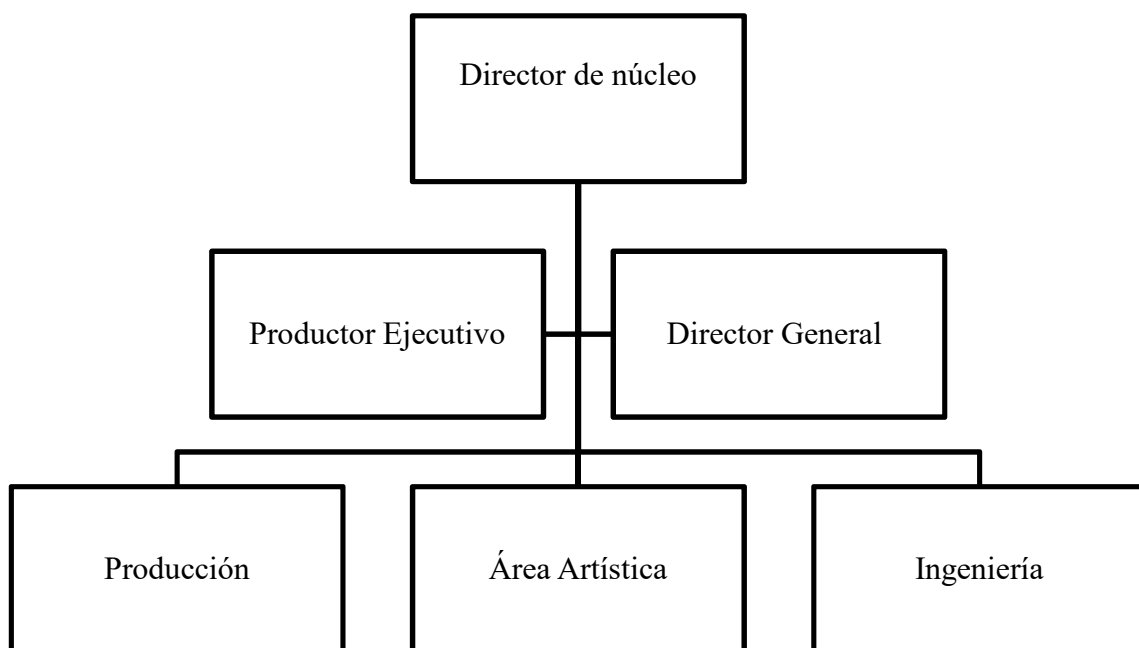 Director de núcleo
Productor Ejecutivo
Director General
Producción
Área Artística
Ingeniería